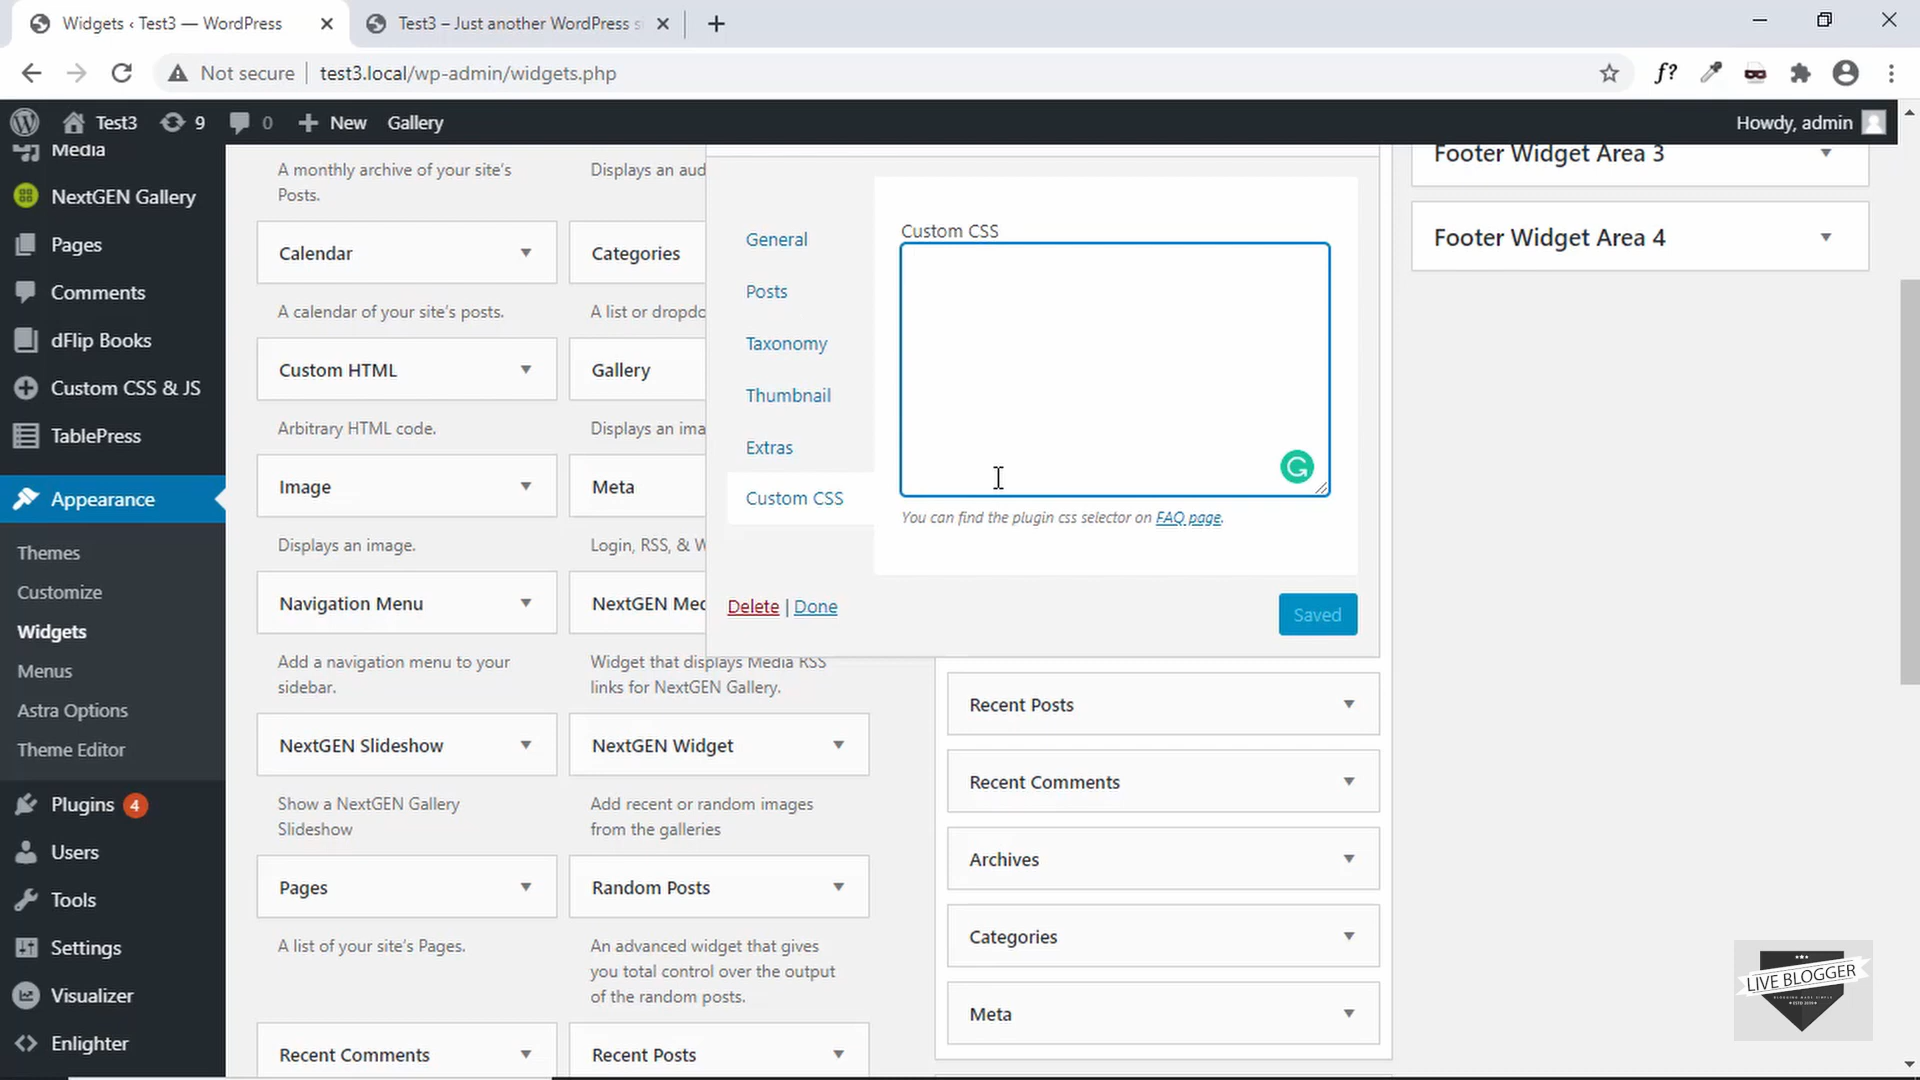 Widgets ‹ Test3 — WordPress
Test3 – Just another WordPress s
Not secure
test3.local/wp-admin/widgets.php
f?
Test3
9
0
New
Gallery
Howdy, admin
Media
NextGEN Gallery
Pages
Comments
dFlip Books
Custom CSS & JS
TablePress
Appearance
Themes
Customize
Widgets
Menus
Astra Options
Theme Editor
Plugins 4
Users
Tools
Settings
Visualizer
Enlighter
A monthly archive of your site's
Posts.
Calendar
A calendar of your site's posts.
Custom HTML
Arbitrary HTML code.
Image
Displays an image.
Navigation Menu
Add a navigation menu to your
sidebar.
NextGEN Slideshow
Show a NextGEN Gallery
Slideshow
Pages
A list of your site's Pages.
Recent Comments
Displays an aud
Categories
A list or dropdo
Gallery
Displays an ima
Meta
Login, RSS, & W
NextGEN Med
Widget that displays Media RSS
links for NextGEN Gallery.
NextGEN Widget
Add recent or random images
from the galleries
Random Posts
An advanced widget that gives
you total control over the output
of the random posts.
Recent Posts
General
Posts
Taxonomy
Thumbnail
Extras
Custom CSS
Custom CSS
You can find the plugin css selector on FAQ page.
Delete | Done
Saved
Recent Posts
Recent Comments
Archives
Categories
Meta
Footer Widget Area 3
Footer Widget Area 4
LIVE BLOGGER